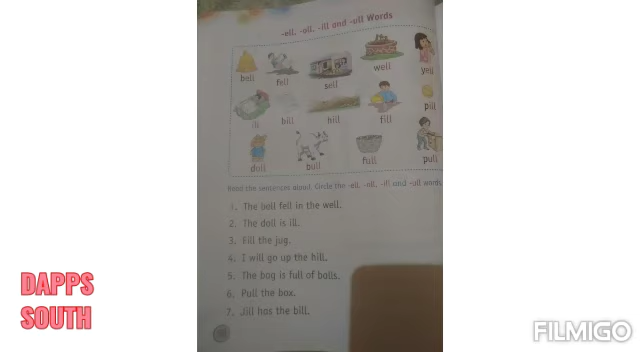 -ell, -oll, -ill and -ull Words
bell fell sell well yell
ill bill hill fill pill
doll bull full pull
Read the sentences aloud. Circle the -ell, -oll, -ill and -ull words.
1. The ball fell in the well.
2. The doll is ill.
3. Fill the jug.
4. I will go up the hill.
5. The bag is full of balls.
6. Pull the box.
7. Jill has the bill.
DAPPS
SOUTH
FILMIGO